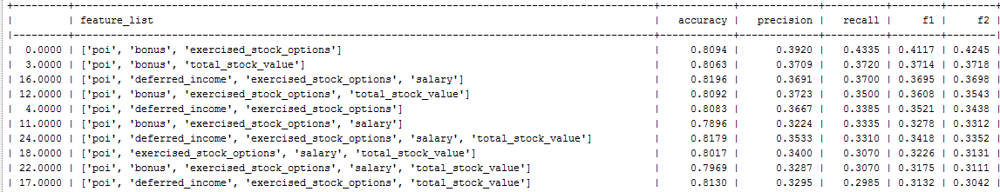 | | feature_list | accuracy | precision | recall | f1 | f2 |
| 0.0000 | ['poi', 'bonus', 'exercised_stock_options'] | 0.8094 | 0.3920 | 0.4335 | 0.4117 | 0.4245 |
| 3.0000 | ['poi', 'bonus', 'total_stock_value'] | 0.8063 | 0.3709 | 0.3720 | 0.3714 | 0.3718 |
| 16.0000 | ['poi', 'deferred_income', 'exercised_stock_options', 'salary'] | 0.8196 | 0.3691 | 0.3700 | 0.3695 | 0.3698 |
| 12.0000 | ['poi', 'bonus', 'exercised_stock_options', 'total_stock_value'] | 0.8092 | 0.3723 | 0.3500 | 0.3608 | 0.3543 |
| 4.0000 | ['poi', 'deferred_income', 'exercised_stock_options'] | 0.8083 | 0.3667 | 0.3385 | 0.3521 | 0.3438 |
| 11.0000 | ['poi', 'bonus', 'exercised_stock_options', 'salary'] | 0.7896 | 0.3224 | 0.3335 | 0.3278 | 0.3312 |
| 24.0000 | ['poi', 'deferred_income', 'exercised_stock_options', 'salary', 'total_stock_value'] | 0.8179 | 0.3533 | 0.3310 | 0.3418 | 0.3352 |
| 18.0000 | ['poi', 'exercised_stock_options', 'salary', 'total_stock_value'] | 0.8017 | 0.3400 | 0.3070 | 0.3226 | 0.3131 |
| 22.0000 | ['poi', 'bonus', 'exercised_stock_options', 'salary', 'total_stock_value'] | 0.7969 | 0.3287 | 0.3070 | 0.3175 | 0.3111 |
| 17.0000 | ['poi', 'deferred_income', 'exercised_stock_options', 'total_stock_value'] | 0.8130 | 0.3295 | 0.2985 | 0.3132 | 0.3042 |